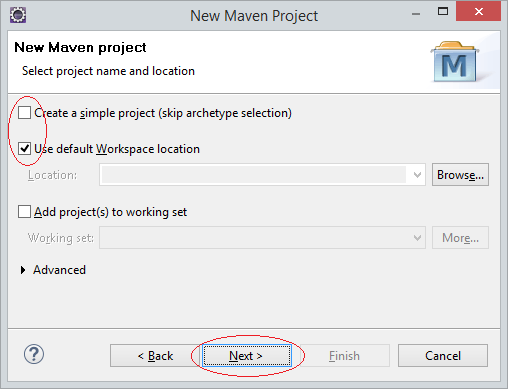 New Maven Project
New Maven project
Select project name and location
M
Create a simple project (skip archetype selection)
Use default Workspace location
Location:
Browse...
Add project(s) to working set
Working set:
More...
Advanced
?
< Back
Next >
Finish
Cancel